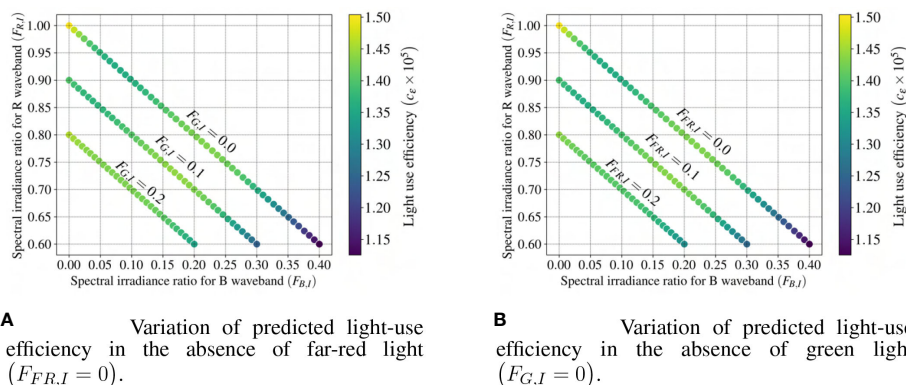 1.00
0.95
0.90
0.85
0.80
0.75
0.70
0.65
0.60
Spectral irradiance ratio for R waveband (F_{R,I})
F_{G,I} = 0.0
F_{G,I} = 0.1
F_{G,I} = 0.2
0.00 0.05 0.10 0.15 0.20 0.25 0.30 0.35 0.40
Spectral irradiance ratio for B waveband (F_{B,I})
1.50
1.45
1.40
1.35
1.30
1.25
1.20
1.15
Light use efficiency (c_ε × 10^5)
1.00
0.95
0.90
0.85
0.80
0.75
0.70
0.65
0.60
Spectral irradiance ratio for R waveband (F_{R,I})
F_{FR,I} = 0.0
F_{FR,I} = 0.1
F_{FR,I} = 0.2
0.00 0.05 0.10 0.15 0.20 0.25 0.30 0.35 0.40
Spectral irradiance ratio for B waveband (F_{B,I})
1.50
1.45
1.40
1.35
1.30
1.25
1.20
1.15
Light use efficiency (c_ε × 10^5)
A Variation of predicted light-use
efficiency in the absence of far-red light
(F_{FR,I} = 0).
B Variation of predicted light-use
efficiency in the absence of green light
(F_{G,I} = 0).